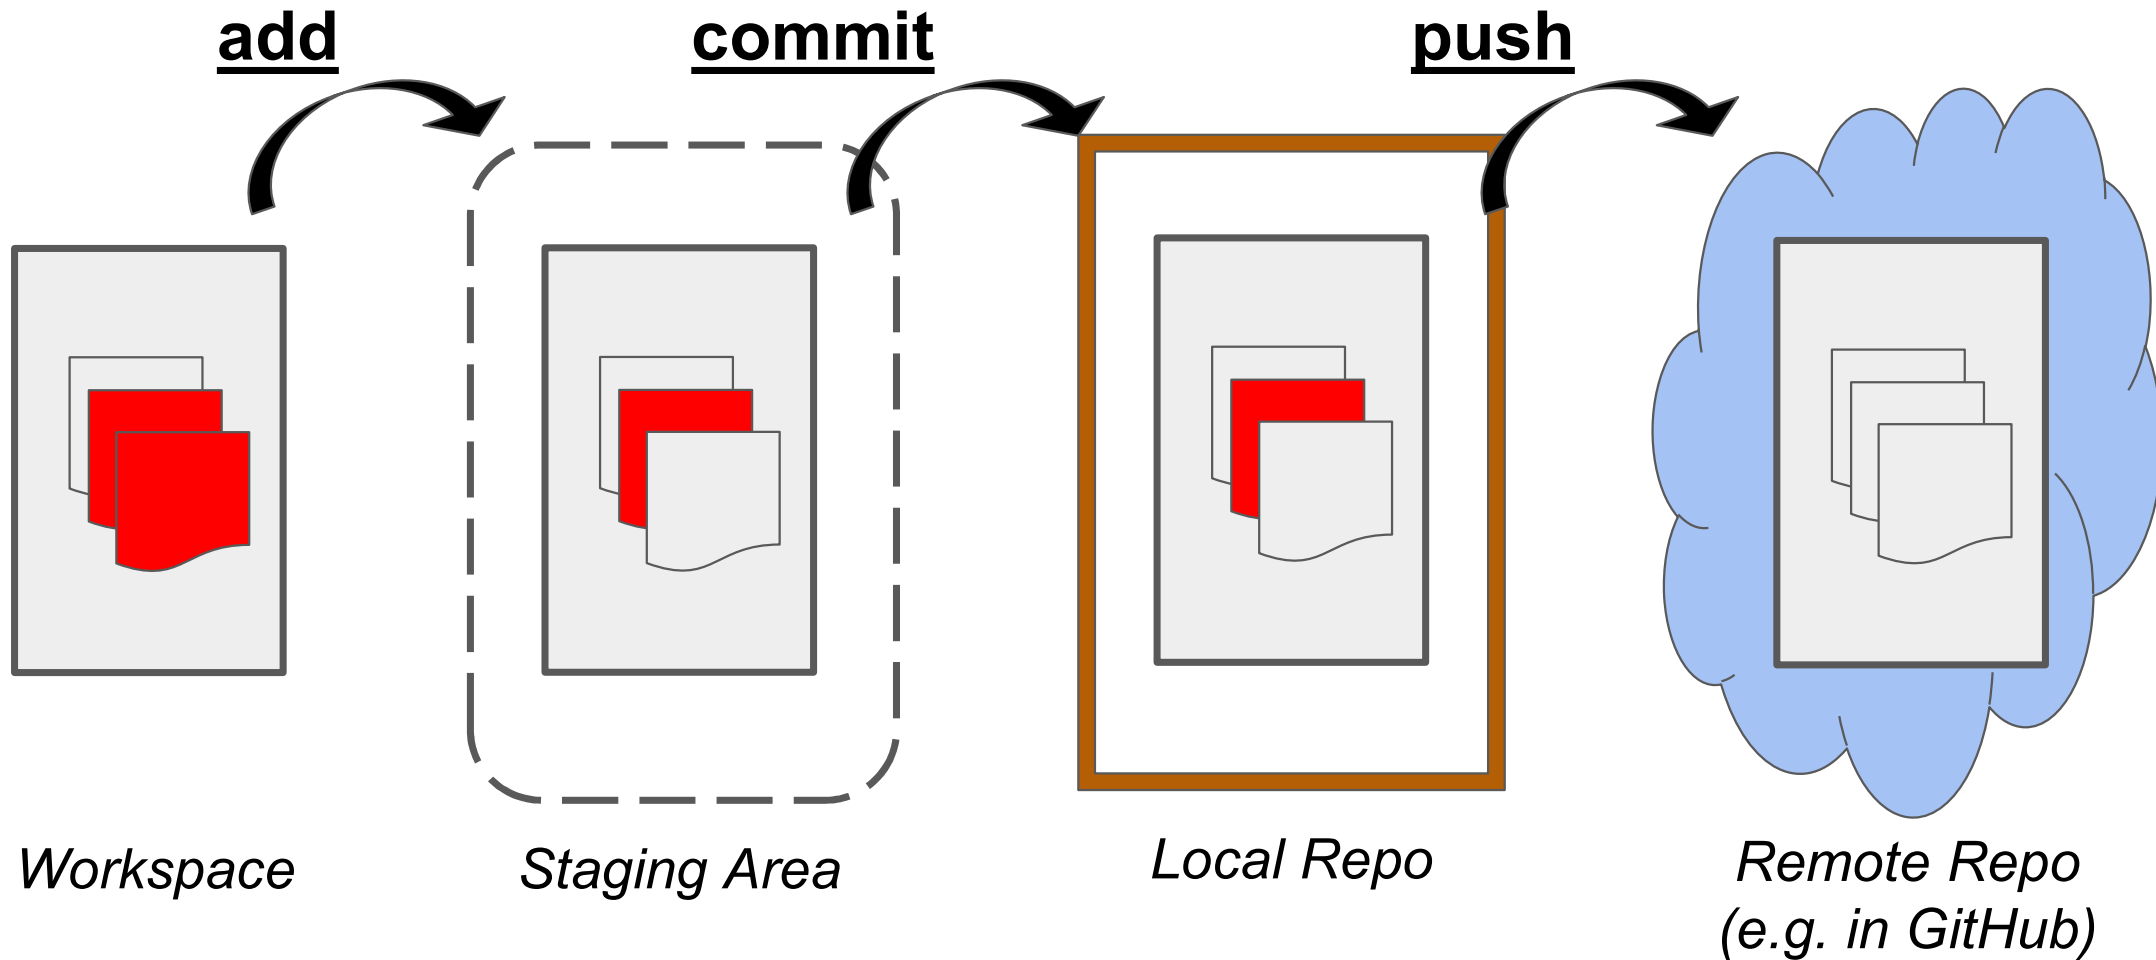 add
commit
push
Workspace
Staging Area
Local Repo
Remote Repo
(e.g. in GitHub)